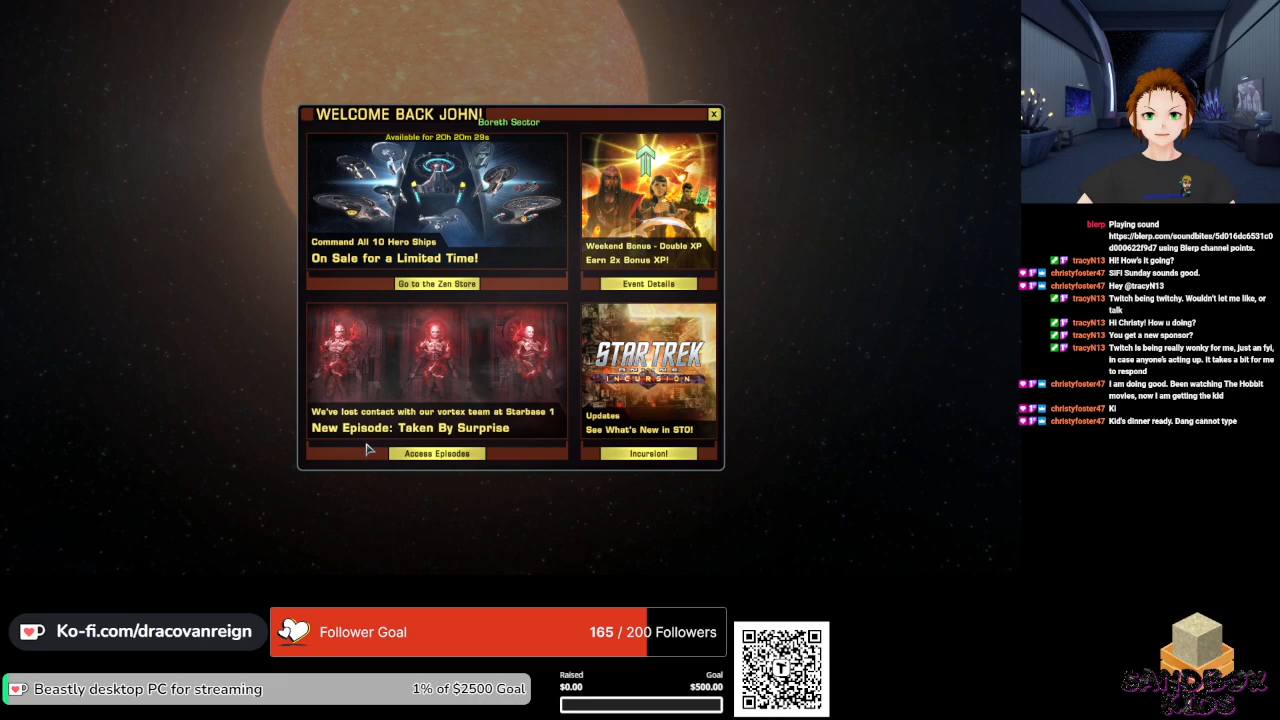 WELCOME BACK JOHN!
Boreth Sector
Available for 20h 20m 29s
Command All 10 Hero Ships
On Sale for a Limited Time!
Go to the Zen Store
Weekend Bonus - Double XP
Earn 2x Bonus XP!
Event Details
We've lost contact with our vortex team at Starbase 1
New Episode: Taken By Surprise
Access Episodes
STAR TREK
ONLINE
INCURSION
Updates
See What's New in STO!
Incursion!
blerp Playing sound
https://blerp.com/soundbites/5d016dc6531c0
d000622f9d7 using Blerp channel points.
tracyN13 Hi! How's it going?
christyfoster47 SiFi Sunday sounds good.
christyfoster47 Hey @tracyN13
tracyN13 Twitch being twitchy. Wouldn't let me like, or
talk
tracyN13 Hi Christy! How u doing?
tracyN13 You get a new sponsor?
tracyN13 Twitch is being really wonky for me, just an fyi,
in case anyone's acting up. It takes a bit for me
to respond
christyfoster47 I am doing good. Been watching The Hobbit
movies, now I am getting the kid
christyfoster47 Ki
christyfoster47 Kid's dinner ready. Dang cannot type
Ko-fi.com/dracovanreign
Follower Goal 165 / 200 Followers
Beastly desktop PC for streaming 1% of $2500 Goal
Raised Goal
$0.00 $500.00
T
SANDBOX
KIDS